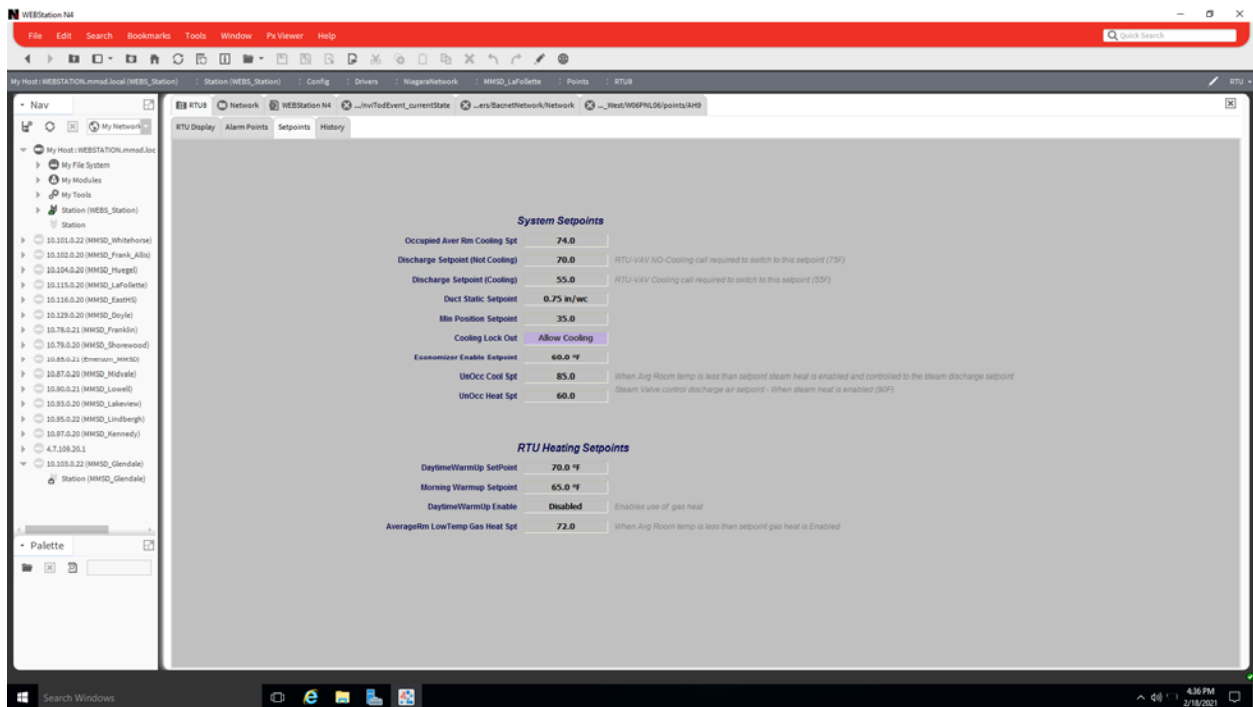 WEBStation N4
File Edit Search Bookmarks Tools Window Px Viewer Help
Quick Search
My Host : WEBSTATION.mmsd.local (WEBS_Station) : Station (WEBS_Station) : Config : Drivers : NiagaraNetwork : MMSD_LaFollette : Points : RTU8
RTU
Nav
RTU8 Network WEBStation N4 .../nviTodEvent_currentState ...ers/BacnetNetwork/Network ..._West/W06PNL06/points/AH9
My Network
RTU Display Alarm Points Setpoints History
My Host : WEBSTATION.mmsd.loc
My File System
My Modules
My Tools
Station (WEBS_Station)
Station
10.101.0.22 (MMSD_Whitehorse)
10.102.0.20 (MMSD_Frank_Allis)
10.104.0.20 (MMSD_Huegel)
10.115.0.20 (MMSD_LaFollette)
10.116.0.20 (MMSD_EastHS)
10.129.0.20 (MMSD_Doyle)
10.78.0.21 (MMSD_Franklin)
10.79.0.20 (MMSD_Shorewood)
10.85.0.21 (Emerson_MMSD)
10.87.0.20 (MMSD_Midvale)
10.90.0.21 (MMSD_Lowell)
10.93.0.20 (MMSD_Lakeview)
10.95.0.22 (MMSD_Lindbergh)
10.97.0.20 (MMSD_Kennedy)
4.7.109.20.1
10.103.0.22 (MMSD_Glendale)
Station (MMSD_Glendale)
Palette
System Setpoints
Occupied Aver Rm Cooling Spt 74.0
Discharge Setpoint (Not Cooling) 70.0 RTU-VAV NO-Cooling call required to switch to this setpoint (75F)
Discharge Setpoint (Cooling) 55.0 RTU-VAV Cooling call required to switch to this setpoint (55F)
Duct Static Setpoint 0.75 in/wc
Min Position Setpoint 35.0
Cooling Lock Out Allow Cooling
Economizer Enable Setpoint 60.0 °F
UnOcc Cool Spt 85.0 When Avg Room temp is less than setpoint steam heat is enabled and controlled to the steam discharge setpoint
Steam Valve control discharge air setpoint - When steam heat is enabled (90F)
UnOcc Heat Spt 60.0
RTU Heating Setpoints
DaytimeWarmUp SetPoint 70.0 °F
Morning Warmup Setpoint 65.0 °F
DaytimeWarmUp Enable Disabled Enables use of gas heat
AverageRm LowTemp Gas Heat Spt 72.0 When Avg Room temp is less than setpoint gas heat is Enabled
Search Windows
4:36 PM
2/18/2021